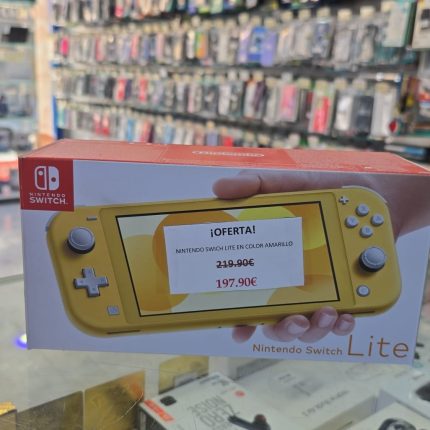 NINTENDO
SWITCH.
¡OFERTA!
NINTENDO SWICH LITE EN COLOR AMARILLO
219.90€
197.90€
Nintendo Switch Lite